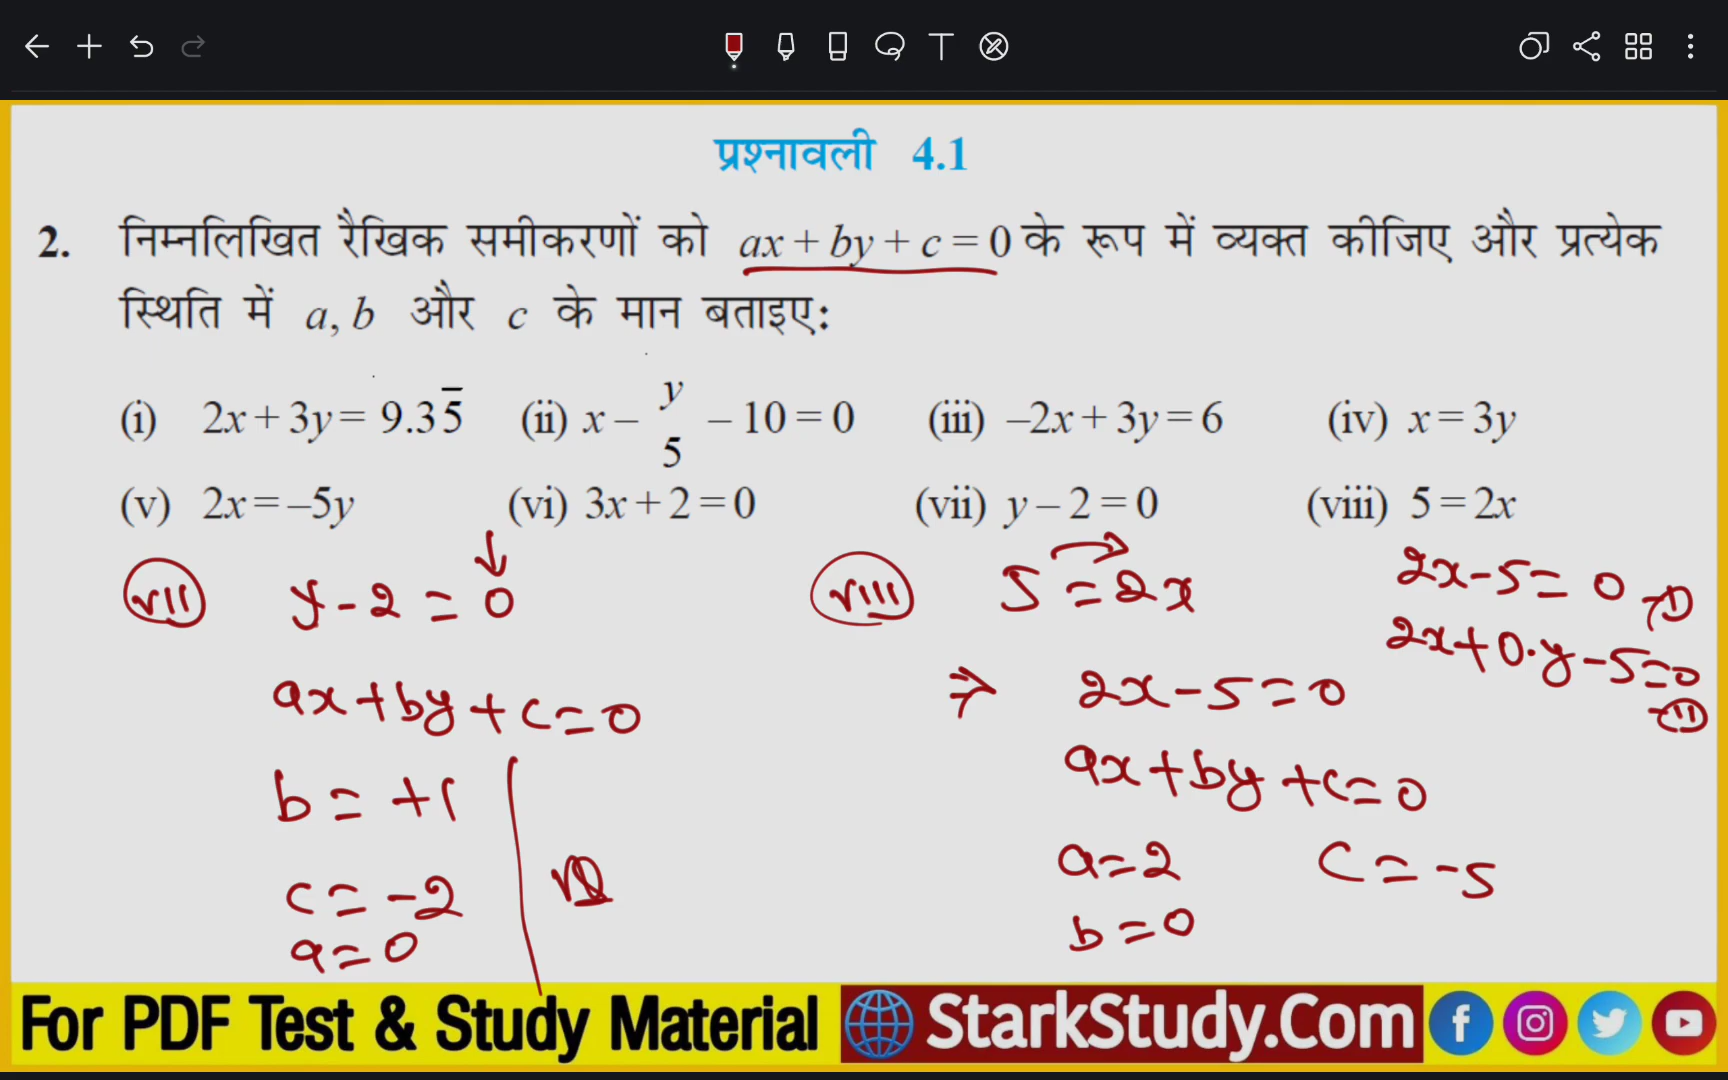 प्रश्नावली 4.1
2. निम्नलिखित रैखिक समीकरणों को ax + by + c = 0 के रूप में व्यक्त कीजिए और प्रत्येक
स्थिति में a, b और c के मान बताइए:
(i) 2x + 3y = 9.35̅ (ii) x – y/5 – 10 = 0 (iii) –2x + 3y = 6 (iv) x = 3y
(v) 2x = –5y (vi) 3x + 2 = 0 (vii) y – 2 = 0 (viii) 5 = 2x
VII y - 2 = 0
ax + by + c = 0
b = +1
c = -2
a = 0
VIII 5 = 2x
⇒ 2x - 5 = 0
ax + by + c = 0
a = 2 c = -5
b = 0
2x - 5 = 0 -I
2x + 0·y - 5 = 0
-II
For PDF Test & Study Material StarkStudy.Com